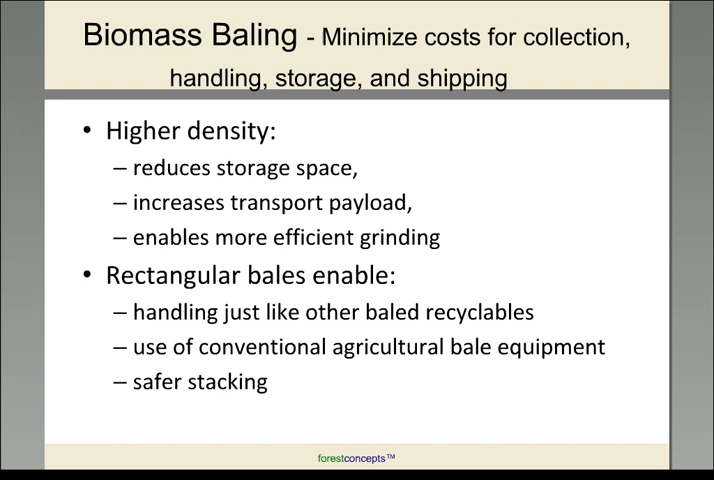 Biomass Baling - Minimize costs for collection,
handling, storage, and shipping
• Higher density:
– reduces storage space,
– increases transport payload,
– enables more efficient grinding
• Rectangular bales enable:
– handling just like other baled recyclables
– use of conventional agricultural bale equipment
– safer stacking
forestconcepts™